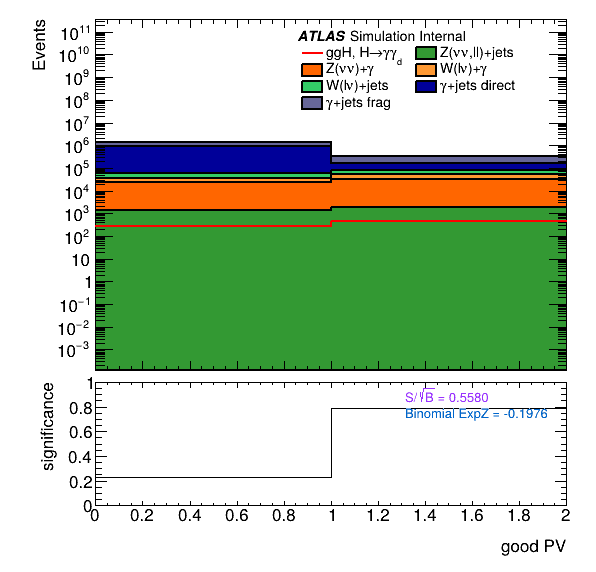 Events
ATLAS Simulation Internal
ggH, H→γγ_d
Z(νν,ll)+jets
Z(νν)+γ
W(lν)+γ
W(lν)+jets
γ+jets direct
γ+jets frag
10¹¹
10¹⁰
10⁹
10⁸
10⁷
10⁶
10⁵
10⁴
10³
10²
10
1
10⁻¹
10⁻²
10⁻³
significance
1
0.8
0.6
0.4
0.2
0
S/√B = 0.5580
Binomial ExpZ = -0.1976
0 0.2 0.4 0.6 0.8 1 1.2 1.4 1.6 1.8 2
good PV